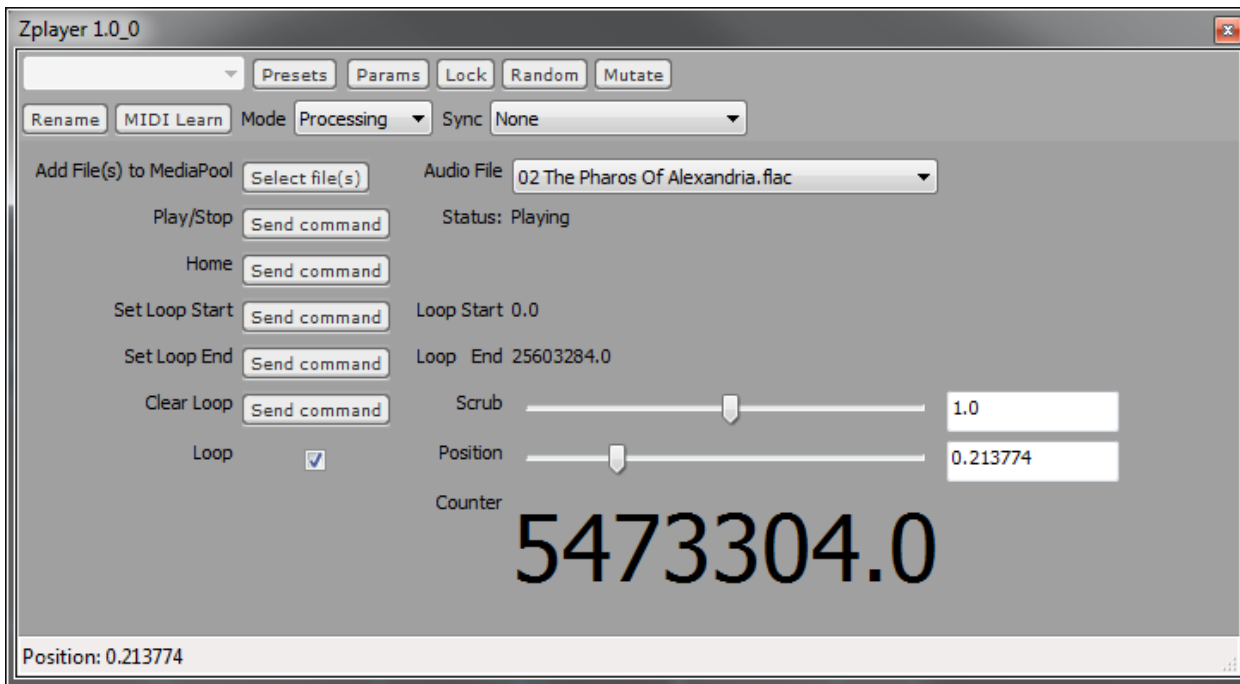 Zplayer 1.0_0
Presets Params Lock Random Mutate
Rename MIDI Learn Mode Processing Sync None
Add File(s) to MediaPool Select file(s) Audio File 02 The Pharos Of Alexandria.flac
Play/Stop Send command Status: Playing
Home Send command
Set Loop Start Send command Loop Start 0.0
Set Loop End Send command Loop End 25603284.0
Clear Loop Send command Scrub 1.0
Loop Position 0.213774
Counter 5473304.0
Position: 0.213774